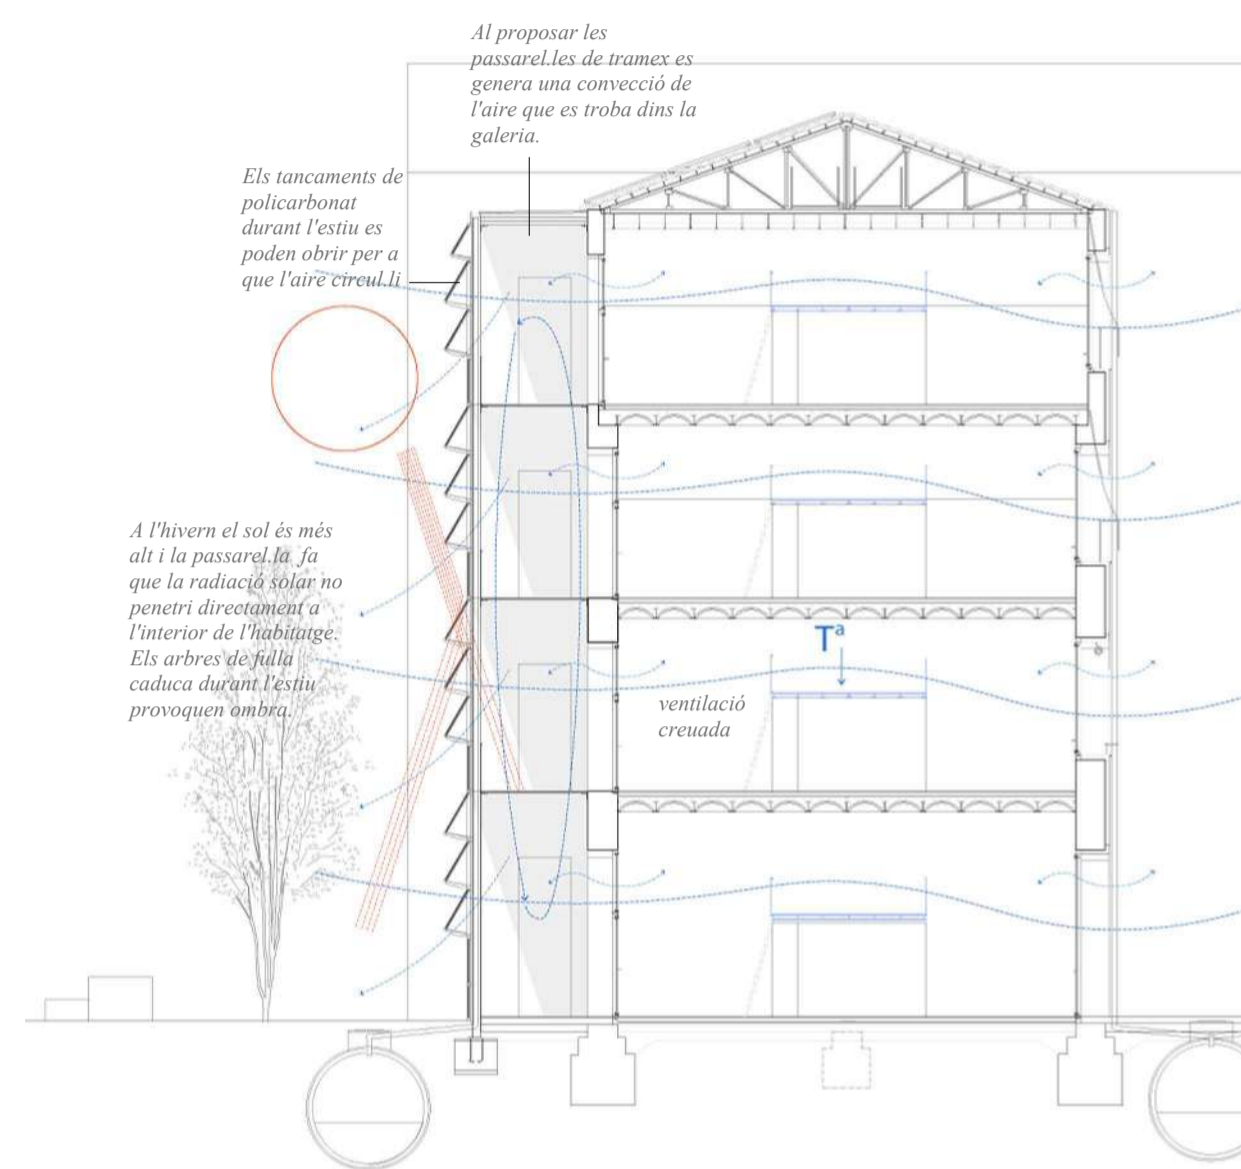 Al proposar les
passarel.les de tramex es
genera una convecció de
l'aire que es troba dins la
galeria.
Els tancaments de
policarbonat
durant l'estiu es
poden obrir per a
que l'aire circul.li
A l'hivern el sol és més
alt i la passarel.la fa
que la radiació solar no
penetri directament a
l'interior de l'habitatge.
Els arbres de fulla
caduca durant l'estiu
provoquen ombra.
Tª
ventilació
creuada